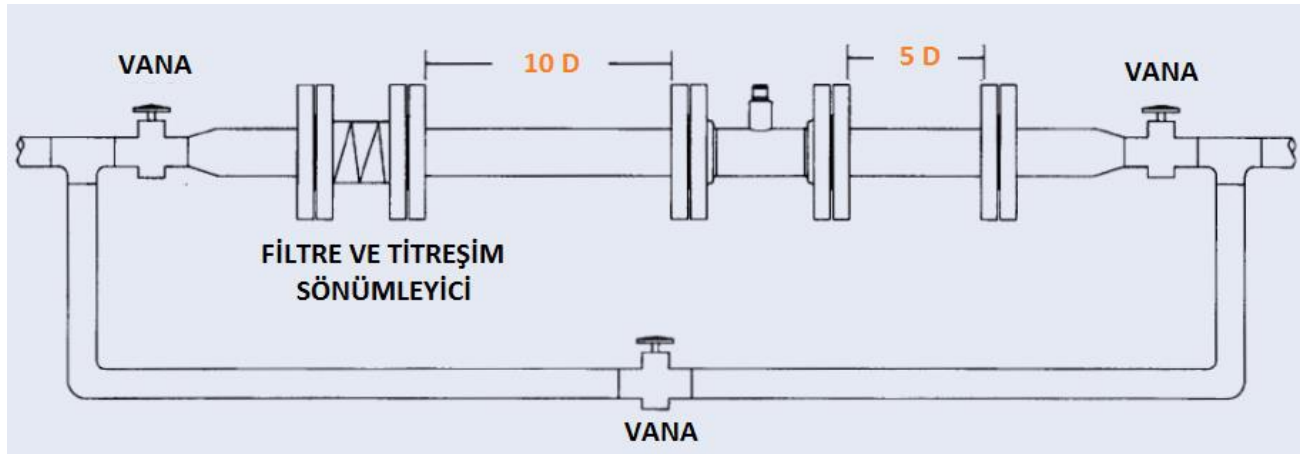 10 D
5 D
VANA
VANA
FİLTRE VE TİTREŞİM
SÖNÜMLEYİCİ
VANA